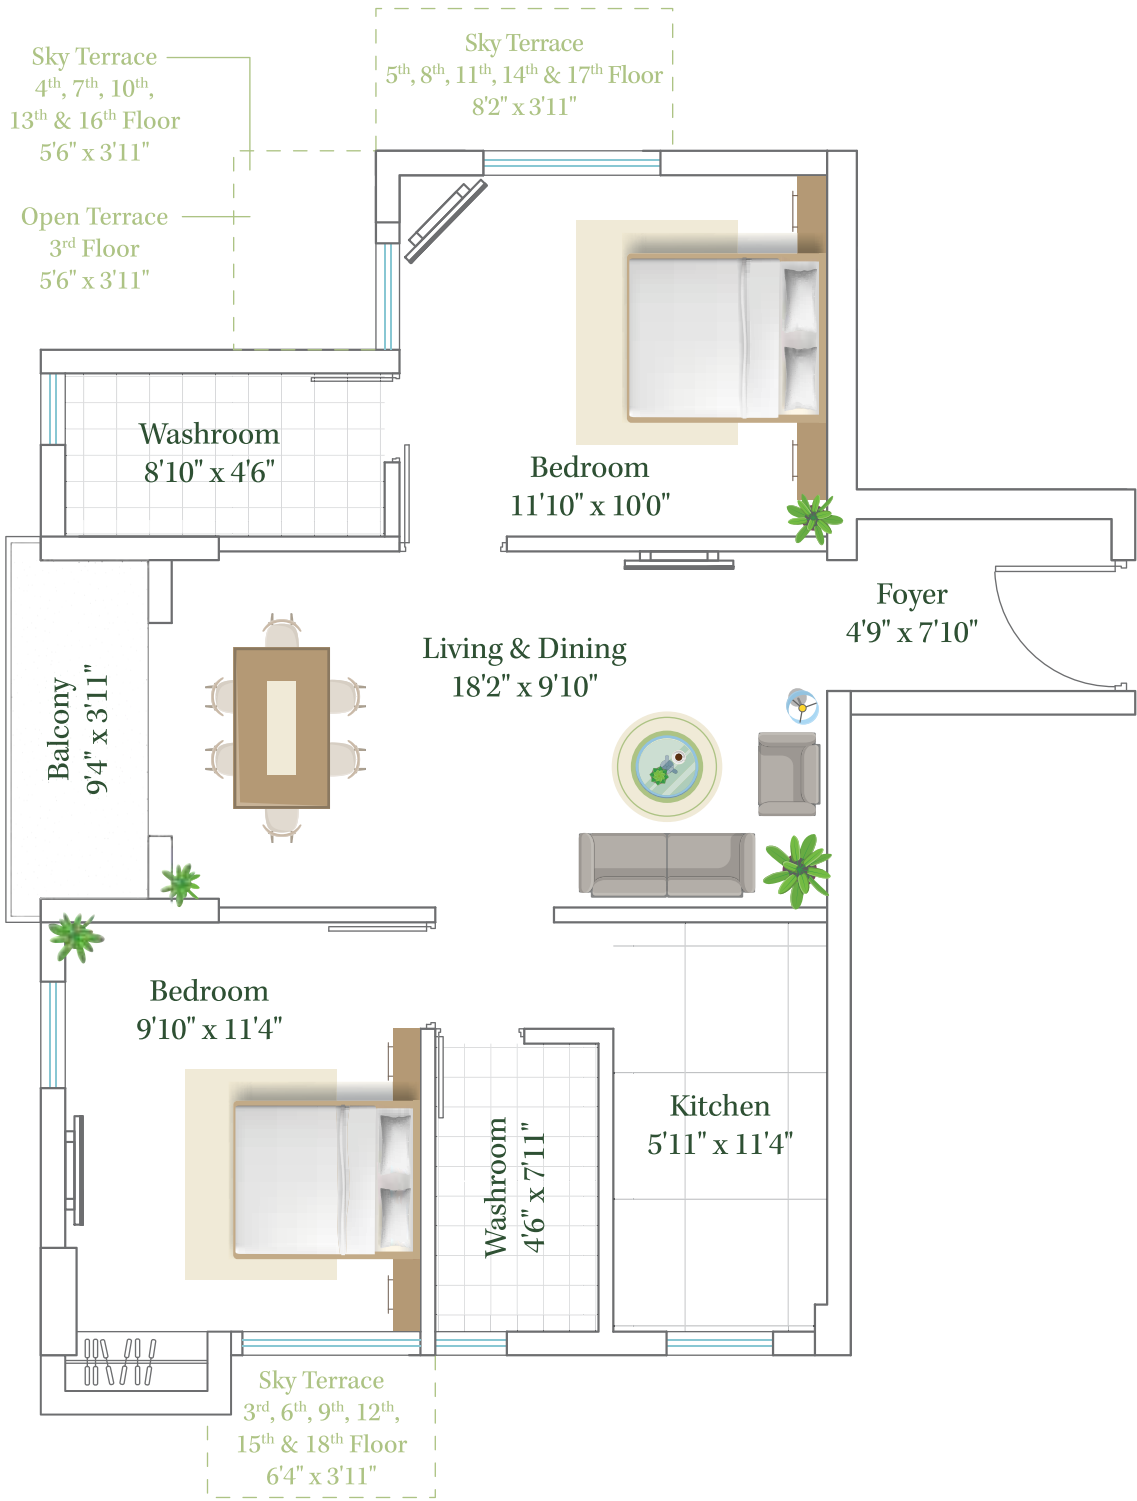 Sky Terrace
4th, 7th, 10th,
13th & 16th Floor
5'6" x 3'11"
Sky Terrace
5th, 8th, 11th, 14th & 17th Floor
8'2" x 3'11"
Open Terrace
3rd Floor
5'6" x 3'11"
Washroom
8'10" x 4'6"
Bedroom
11'10" x 10'0"
Foyer
4'9" x 7'10"
Living & Dining
18'2" x 9'10"
Balcony
9'4" x 3'11"
Bedroom
9'10" x 11'4"
Washroom
4'6" x 7'11"
Kitchen
5'11" x 11'4"
Sky Terrace
3rd, 6th, 9th, 12th,
15th & 18th Floor
6'4" x 3'11"